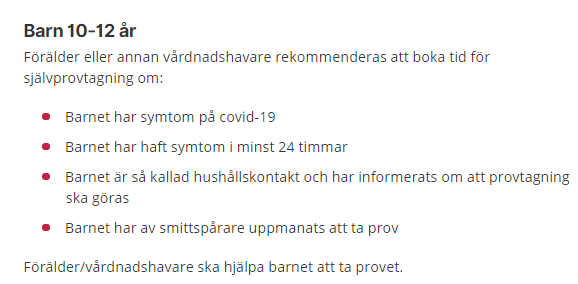 Barn 10-12 år
Förälder eller annan vårdnadshavare rekommenderas att boka tid för
självprovtagning om:
Barnet har symtom på covid-19
Barnet har haft symtom i minst 24 timmar
Barnet är så kallad hushållskontakt och har informerats om att provtagning
ska göras
Barnet har av smittspårare uppmanats att ta prov
Förälder/vårdnadshavare ska hjälpa barnet att ta provet.